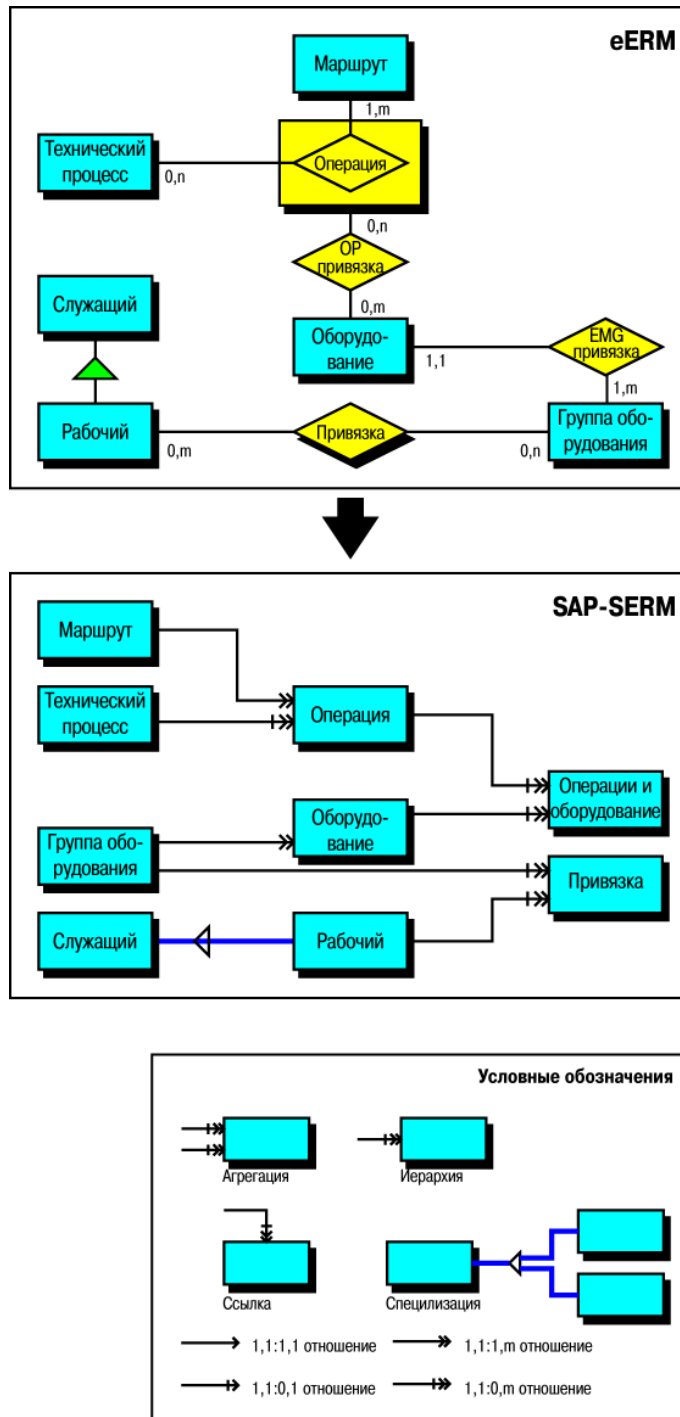 eERM
Маршрут
1,m
Технический
процесс
0,n
Операция
0,n
OP
привязка
Служащий
0,m
Оборудо-
вание
1,1
EMG
привязка
1,m
Рабочий
0,m
Привязка
0,n
Группа обо-
рудования
SAP-SERM
Маршрут
Технический
процесс
Операция
Операции и
оборудование
Оборудо-
вание
Группа обо-
рудования
Привязка
Служащий
Рабочий
Условные обозначения
Агрегация
Иерархия
Ссылка
Специлизация
1,1:1,1 отношение
1,1:1,m отношение
1,1:0,1 отношение
1,1:0,m отношение